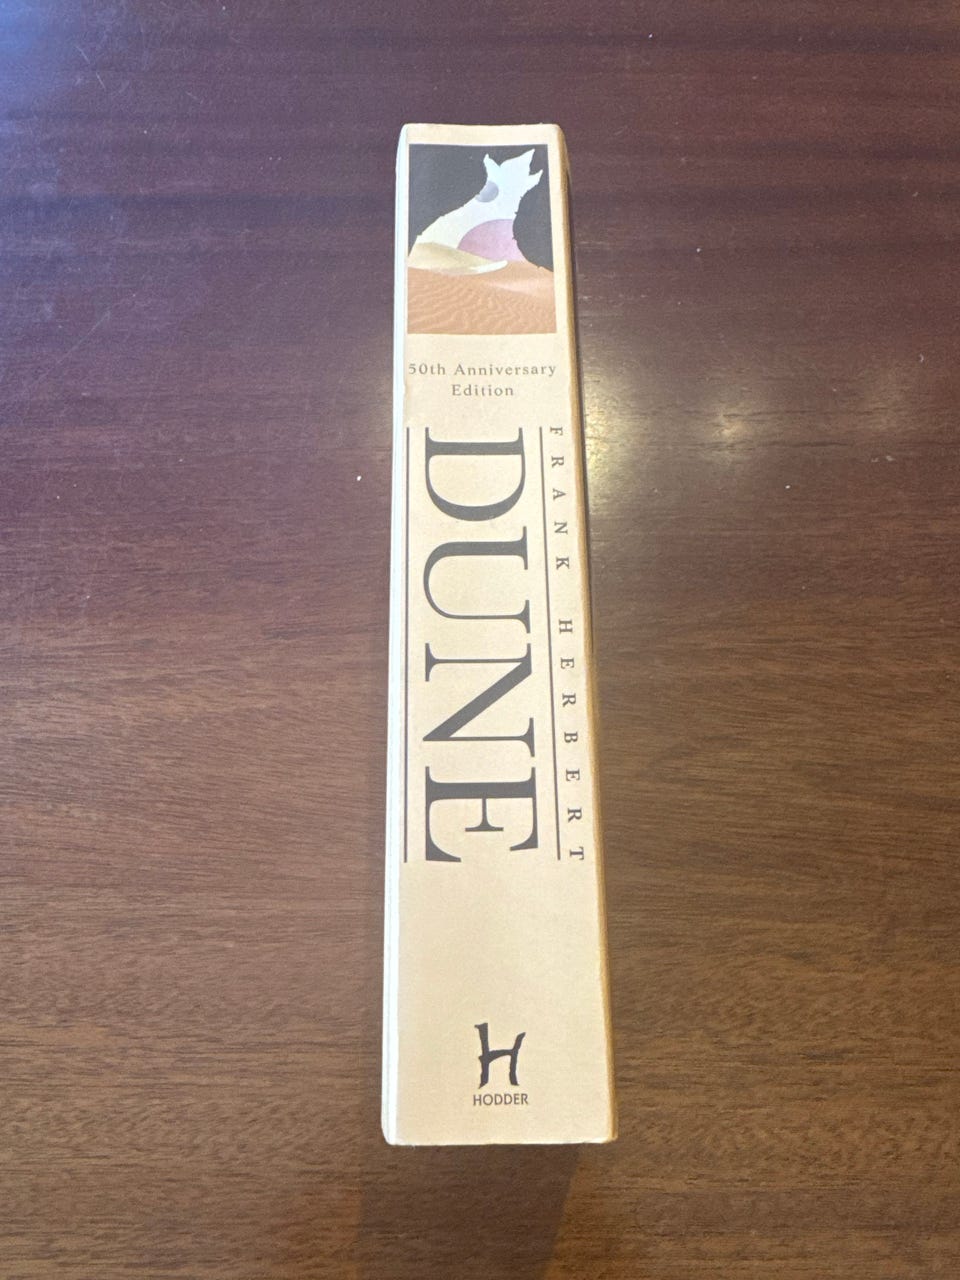 50th Anniversary
Edition
DUNE
FRANK HERBERT
HODDER